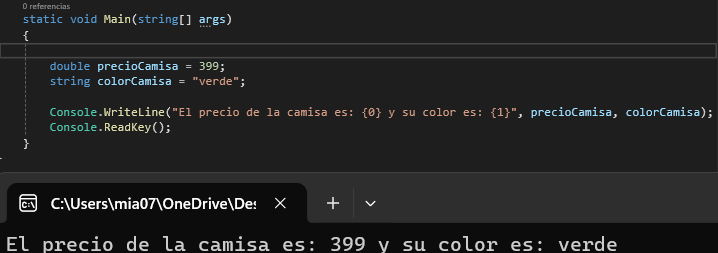 0 referencias
static void Main(string[] args)
{
double precioCamisa = 399;
string colorCamisa = "verde";
Console.WriteLine("El precio de la camisa es: {0} y su color es: {1}", precioCamisa, colorCamisa);
Console.ReadKey();
}
C:\Users\mia07\OneDrive\Des
El precio de la camisa es: 399 y su color es: verde